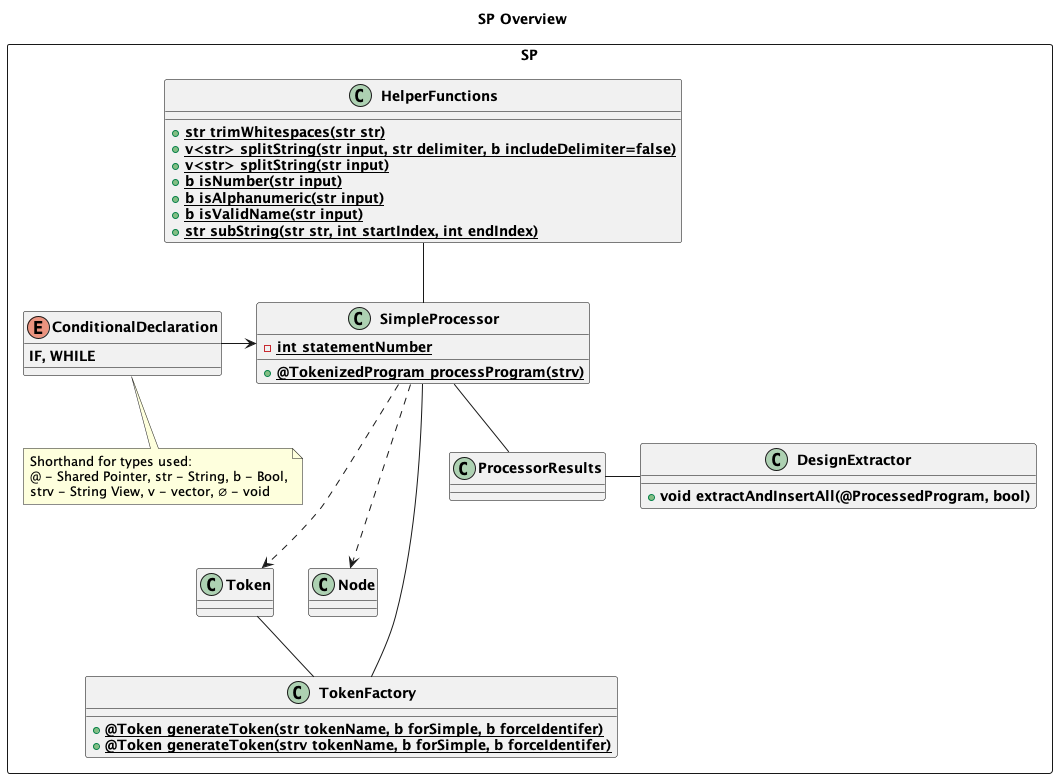 SP Overview
SP
C HelperFunctions
str trimWhitespaces(str str)
v<str> splitString(str input, str delimiter, b includeDelimiter=false)
v<str> splitString(str input)
b isNumber(str input)
b isAlphanumeric(str input)
b isValidName(str input)
str subString(str str, int startIndex, int endIndex)
E ConditionalDeclaration
IF, WHILE
C SimpleProcessor
int statementNumber
@TokenizedProgram processProgram(strv)
Shorthand for types used:
@ – Shared Pointer, str – String, b – Bool,
strv – String View, v – vector, ∅ – void
C ProcessorResults
C DesignExtractor
void extractAndInsertAll(@ProcessedProgram, bool)
C Token
C Node
C TokenFactory
@Token generateToken(str tokenName, b forSimple, b forceIdentifer)
@Token generateToken(strv tokenName, b forSimple, b forceIdentifer)